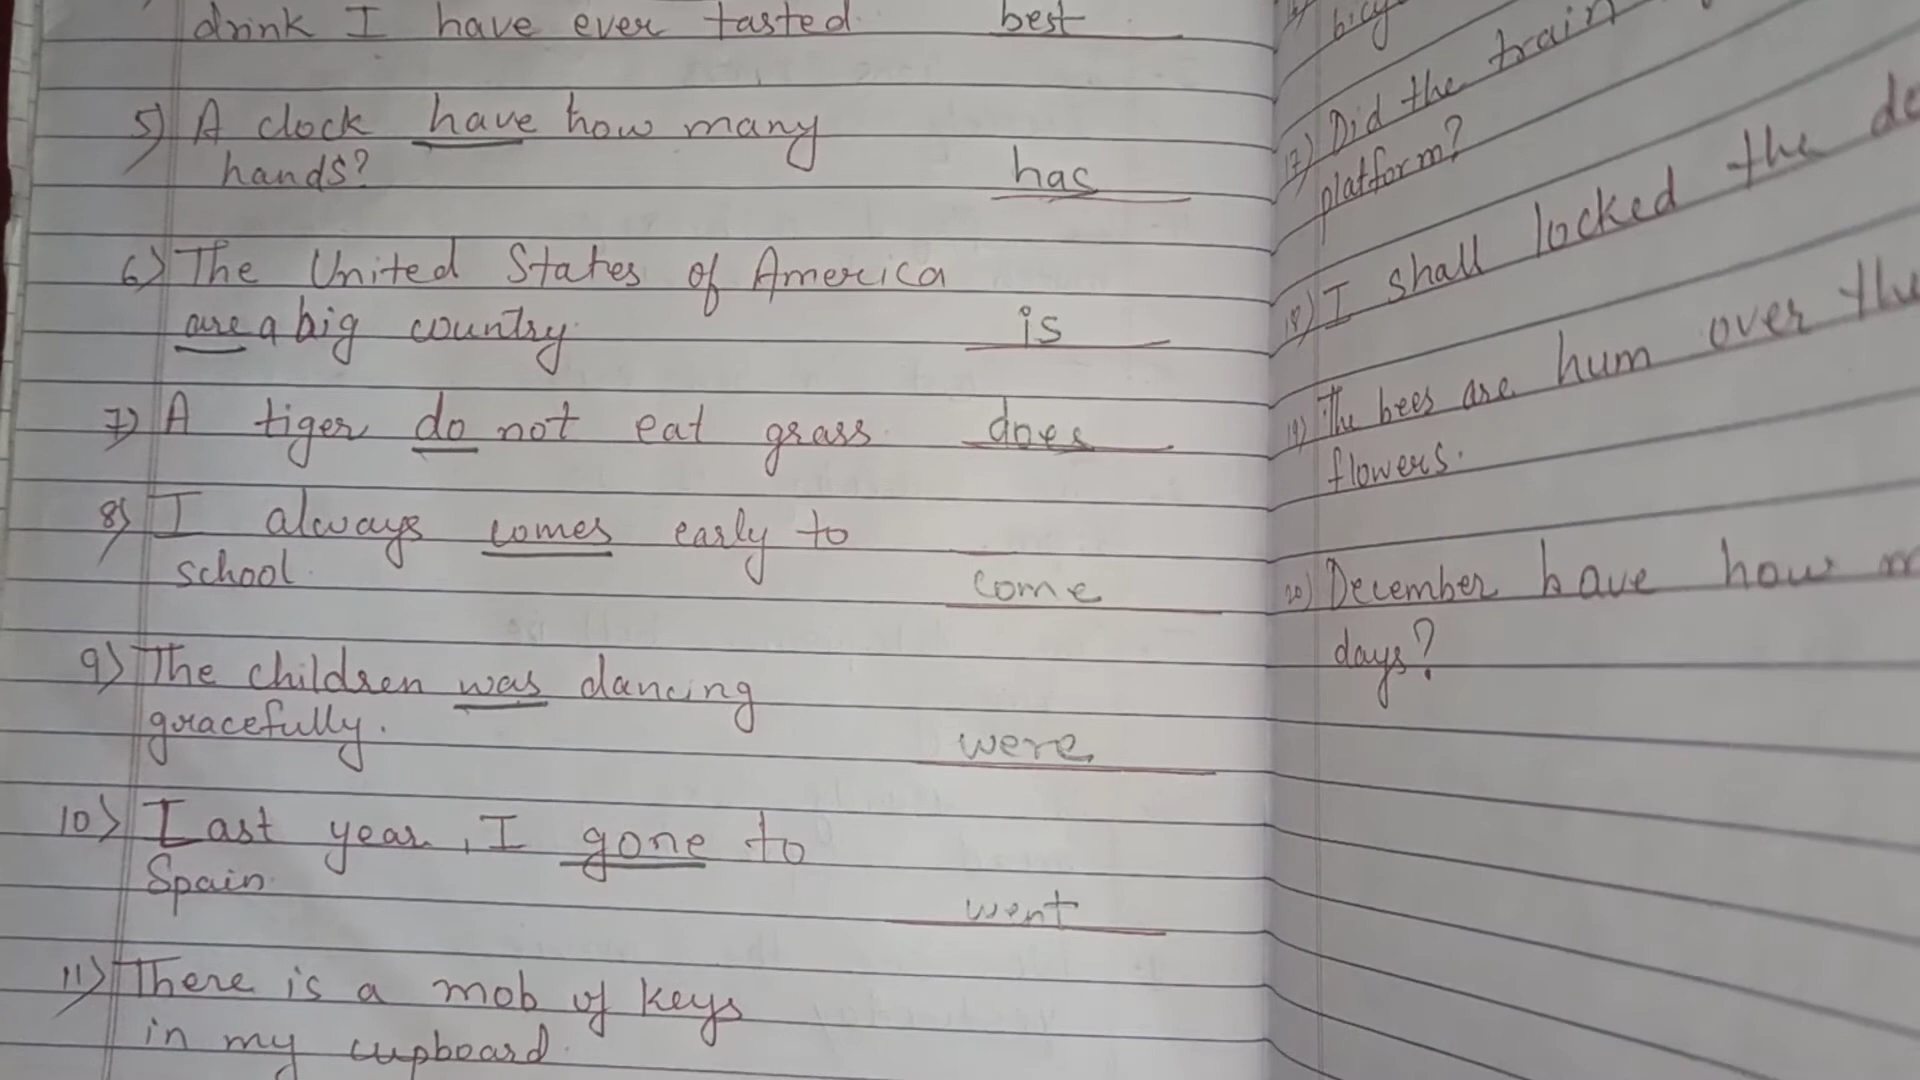 drink I have ever tasted. best
5) A clock have how many
hands? has
6) The United States of America
are a big country. is
7) A tiger do not eat grass. does
8) I always comes early to
school. come
9) The children was dancing
gracefully. were
10) Last year, I gone to
Spain. went
11) There is a mob of keys
in my cupboard.
17) Did the train
platform?
18) I shall locked the
19) The bees are hum over the
flowers.
20) December have how
days?